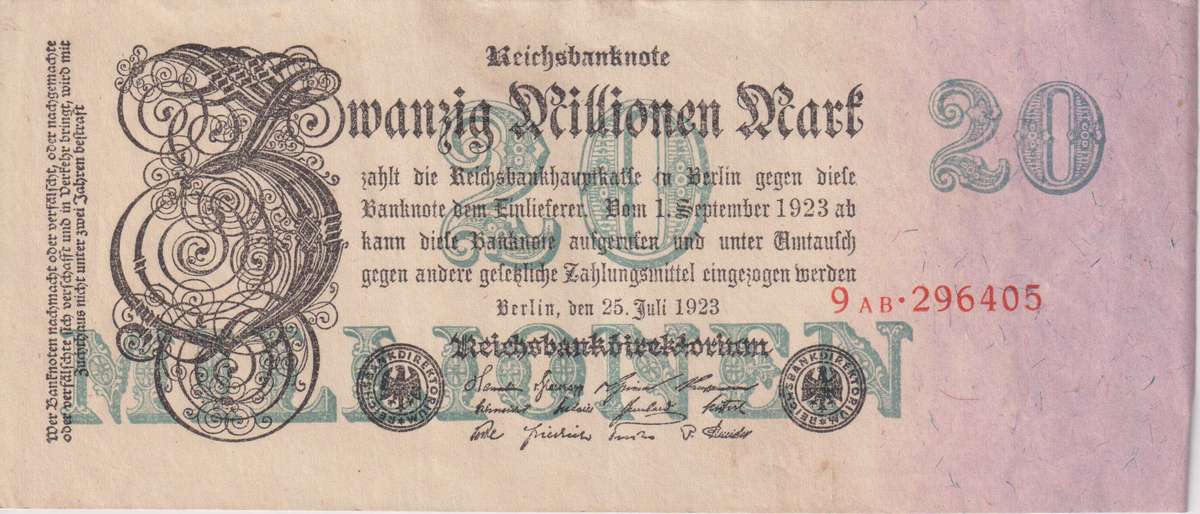 Wer Banknoten nachmacht oder verfälscht, oder nachgemachte
oder verfälschte sich verschafft und in Verkehr bringt, wird mit
Zuchthaus nicht unter zwei Jahren bestraft
Reichsbanknote
Zwanzig Millionen Mark
20
20
zahlt die Reichsbankhauptkasse in Berlin gegen diese
Banknote dem Einlieferer. Vom 1. September 1923 ab
kann diese Banknote aufgerufen und unter Umtausch
gegen andere gesetzliche Zahlungsmittel eingezogen werden
Berlin, den 25. Juli 1923
9 AB·296405
MILLIONEN
Reichsbankdirektorium
REICHSBANKDIREKTORIUM
REICHSBANKDIREKTORIUM